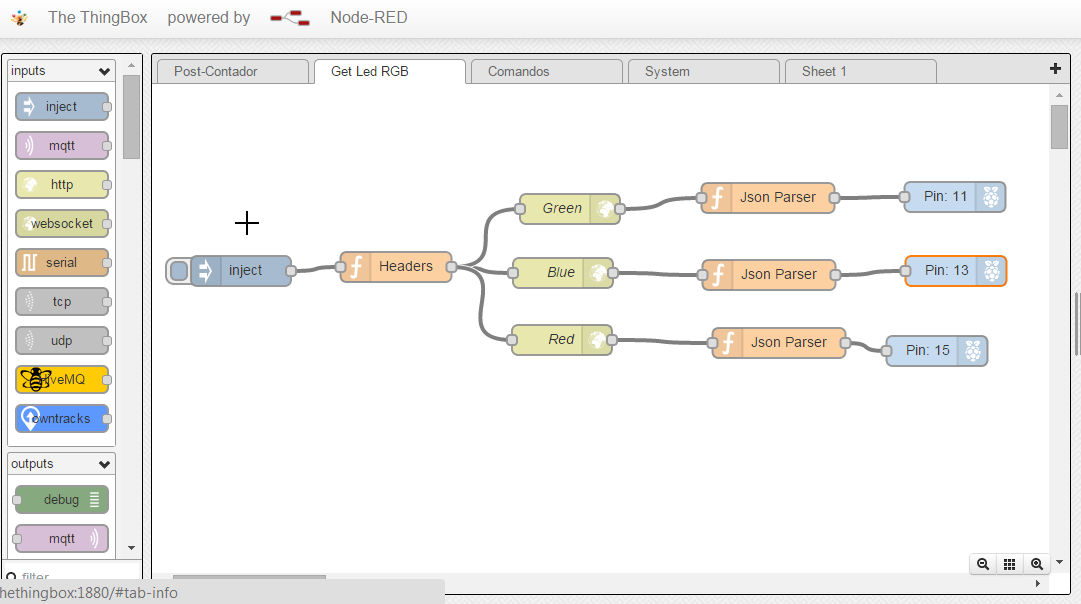 The ThingBox powered by Node-RED
inputs
inject
mqtt
http
websocket
serial
tcp
udp
owntracks
outputs
debug
mqtt
filter
hethingbox:1880/#tab-info
Post-Contador
Get Led RGB
Comandos
System
Sheet 1
inject
Headers
Green
Json Parser
Pin: 11
Blue
Json Parser
Pin: 13
Red
Json Parser
Pin: 15